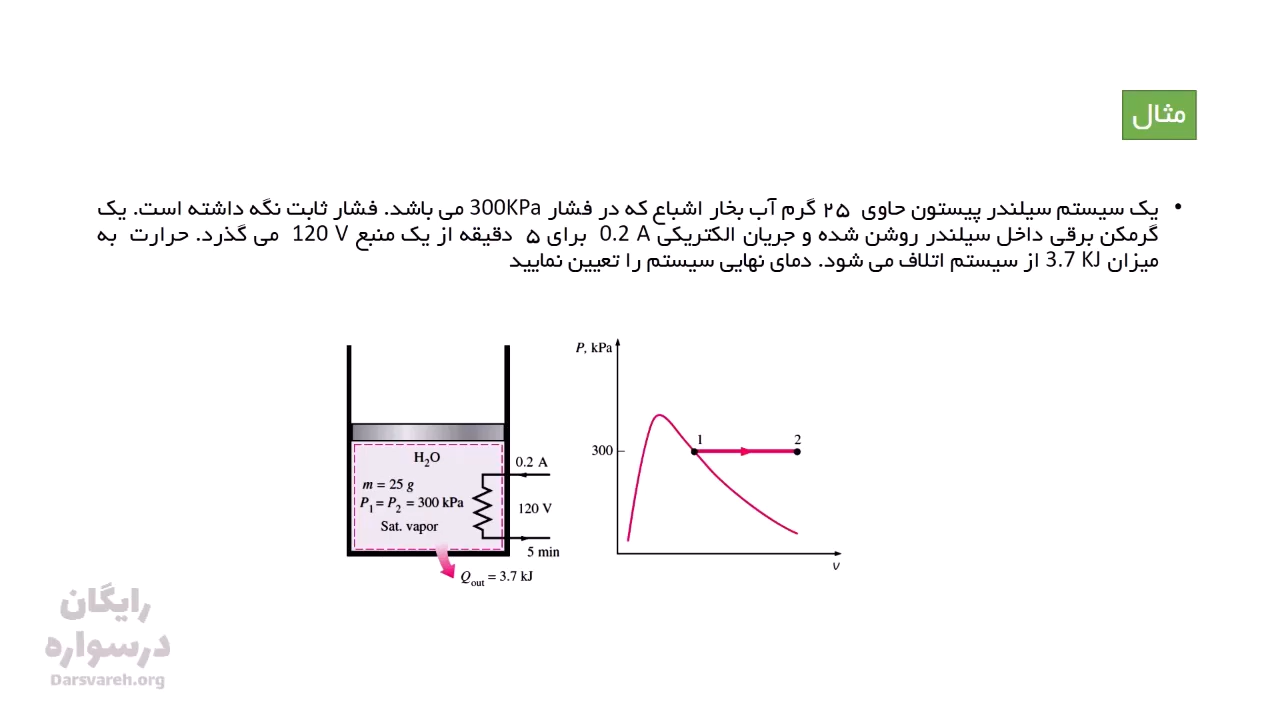 مثال
• یک سیستم سیلندر پیستون حاوی ۲۵ گرم آب بخار اشباع که در فشار 300KPa می باشد. فشار ثابت نگه داشته است. یک
گرمکن برقی داخل سیلندر روشن شده و جریان الکتریکی 0.2 A برای ۵ دقیقه از یک منبع 120 V می گذرد. حرارت به
میزان 3.7 KJ از سیستم اتلاف می شود. دمای نهایی سیستم را تعیین نمایید
H2O
m = 25 g
P1 = P2 = 300 kPa
Sat. vapor
0.2 A
120 V
5 min
Qout = 3.7 kJ
P, kPa
300
1
2
v
رایگان
درسواره
Darsvareh.org